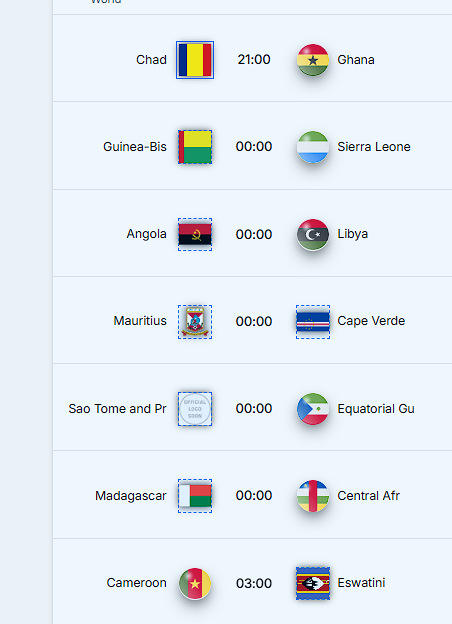 World
Chad 21:00 Ghana
Guinea-Bis 00:00 Sierra Leone
Angola 00:00 Libya
Mauritius 00:00 Cape Verde
Sao Tome and Pr OFFICIAL LOGO SOON 00:00 Equatorial Gu
Madagascar 00:00 Central Afr
Cameroon 03:00 Eswatini